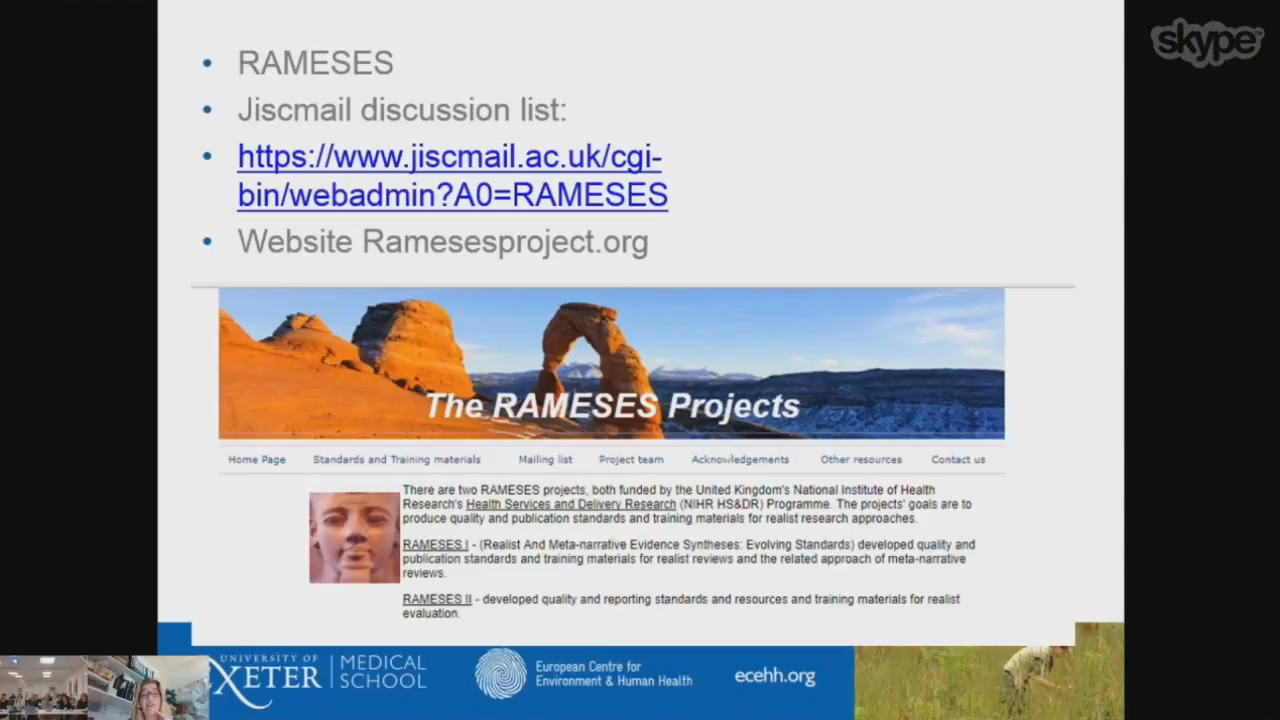 skype
RAMESES
Jiscmail discussion list:
https://www.jiscmail.ac.uk/cgi-
bin/webadmin?A0=RAMESES
Website Ramesesproject.org
The RAMESES Projects
Home Page Standards and Training materials Mailing list Project team Acknowledgements Other resources Contact us
There are two RAMESES projects, both funded by the United Kingdom's National Institute of Health
Research's Health Services and Delivery Research (NIHR HS&DR) Programme. The projects' goals are to
produce quality and publication standards and training materials for realist research approaches.
RAMESES I - (Realist And Meta-narrative Evidence Syntheses: Evolving Standards) developed quality and
publication standards and training materials for realist reviews and the related approach of meta-narrative
reviews.
RAMESES II - developed quality and reporting standards and resources and training materials for realist
evaluation.
UNIVERSITY OF
EXETER
MEDICAL
SCHOOL
European Centre for
Environment & Human Health
ecehh.org